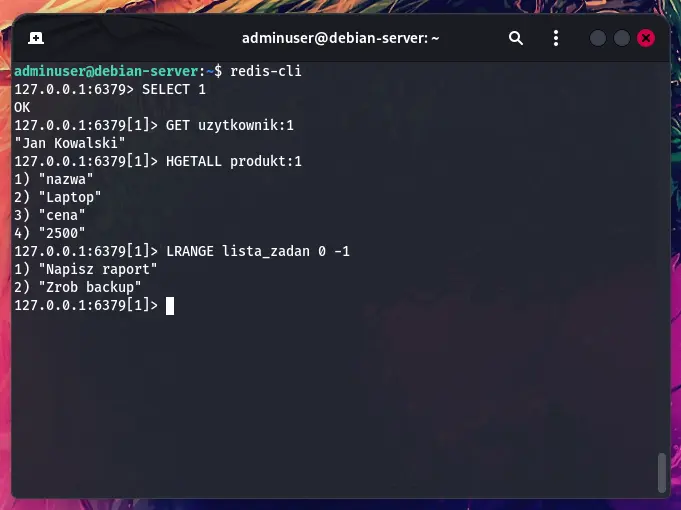 adminuser@debian-server: ~
adminuser@debian-server:~$ redis-cli
127.0.0.1:6379> SELECT 1
OK
127.0.0.1:6379[1]> GET uzytkownik:1
"Jan Kowalski"
127.0.0.1:6379[1]> HGETALL produkt:1
1) "nazwa"
2) "Laptop"
3) "cena"
4) "2500"
127.0.0.1:6379[1]> LRANGE lista_zadan 0 -1
1) "Napisz raport"
2) "Zrob backup"
127.0.0.1:6379[1]>